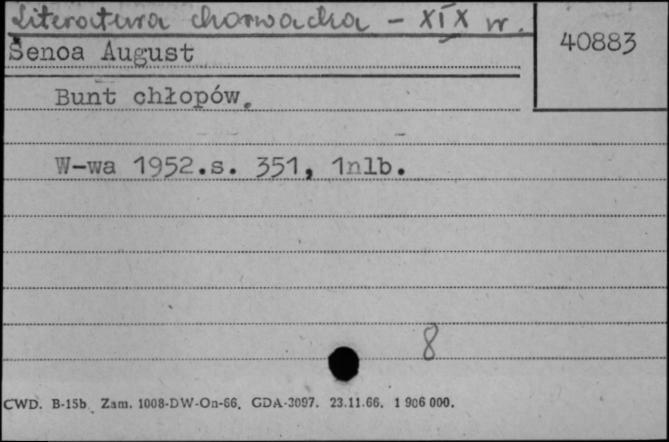 Literatura chorwacka - XIX w.
40883
Šenoa August
Bunt chłopów.
W-wa 1952.s. 351, 1nlb.
8
CWD. B-15b. Zam. 1008-DW-On-66. GDA-3097. 23.11.66. 1 906 000.